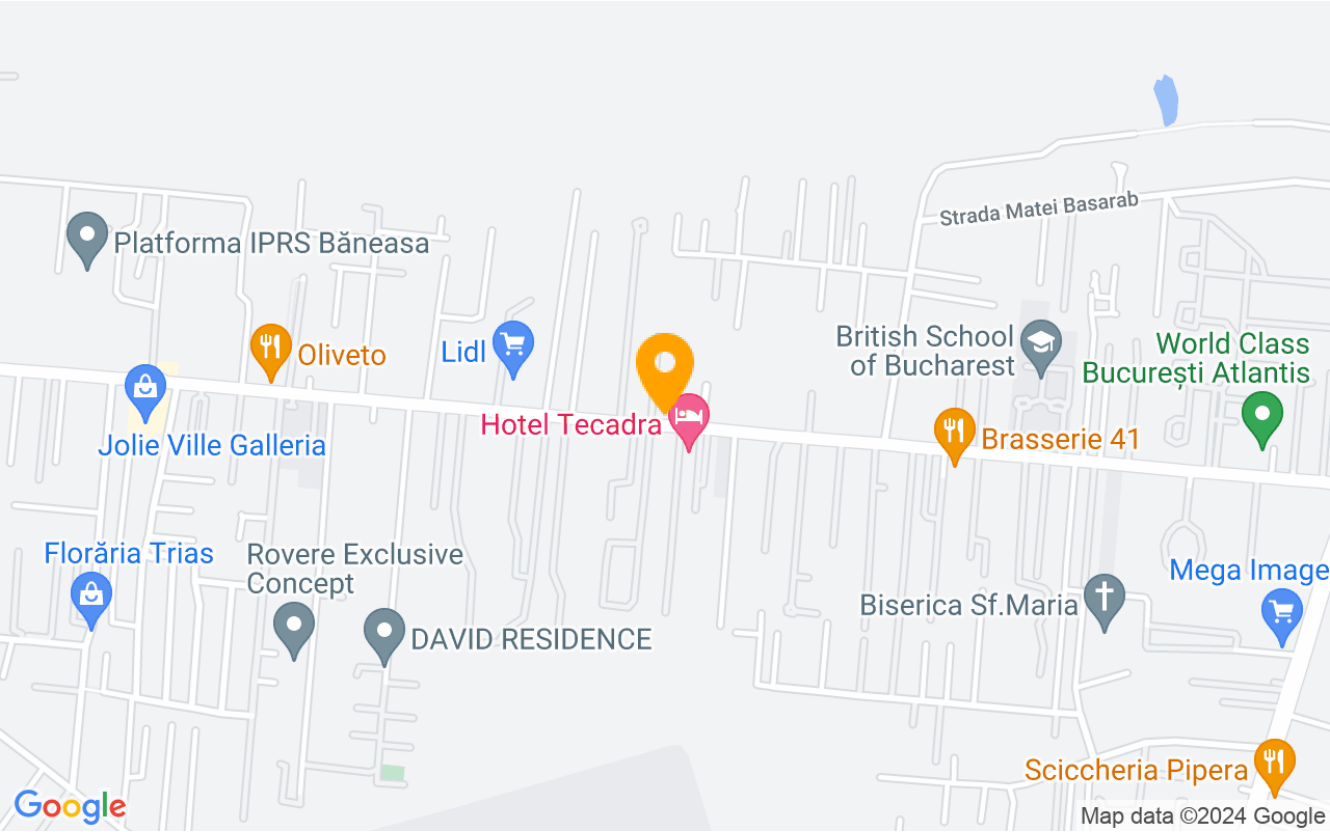 Strada Matei Basarab
Platforma IPRS Băneasa
British School
of Bucharest
World Class
București Atlantis
Lidl
Oliveto
Hotel Tecadra
Brasserie 41
Jolie Ville Galleria
Florăria Trias
Rovere Exclusive
Concept
Mega Image
Biserica Sf.Maria
DAVID RESIDENCE
Sciccheria Pipera
Google
Map data ©2024 Google